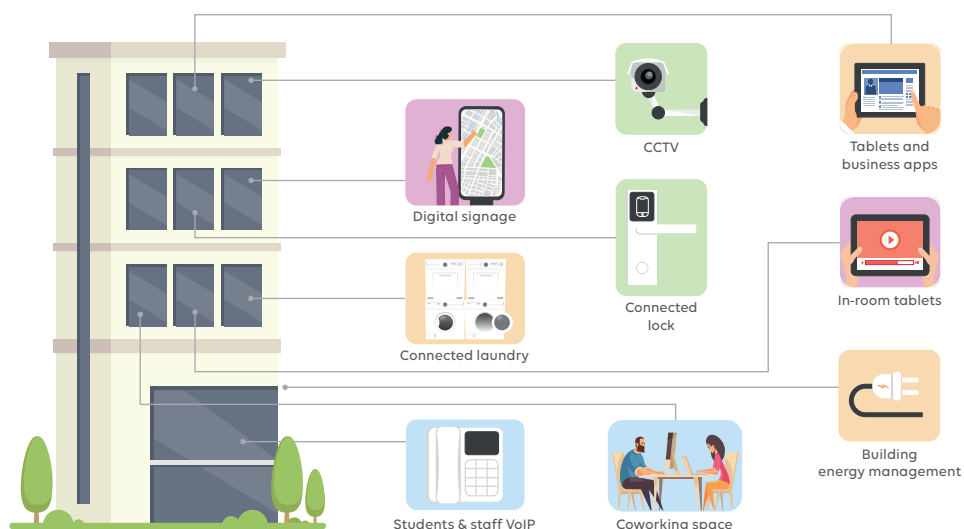 CCTV
Tablets and
business apps
Digital signage
Connected
lock
In-room tablets
Connected laundry
Building
energy management
Students & staff VoIP
Coworking space